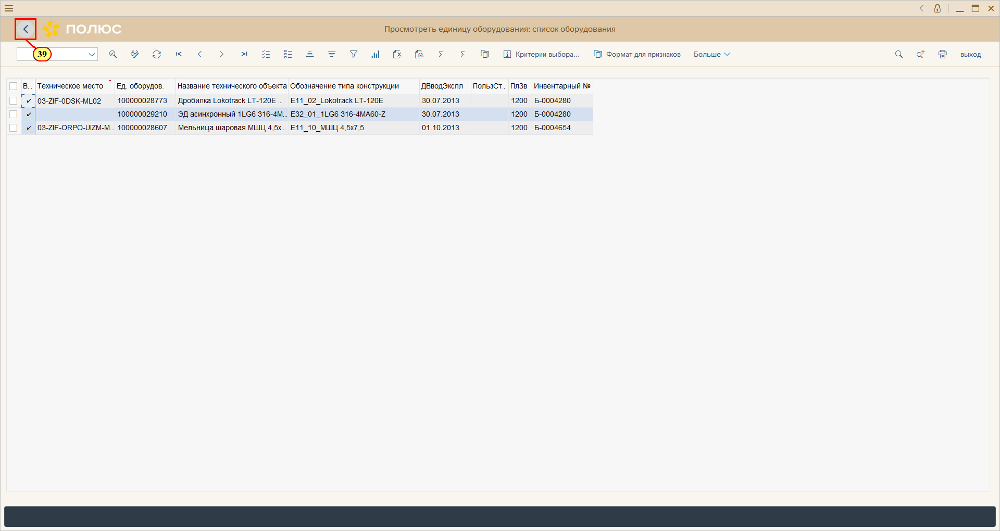 ПОЛЮС
Просмотреть единицу оборудования: список оборудования
39
Критерии выбора...
Формат для признаков
Больше
выход
В... Техническое место Ед. оборудов. Название технического объекта Обозначение типа конструкции ДВводЭкспл ПользСт... ПлЗв Инвентарный №
03-ZIF-0DSK-ML02 100000028773 Дробилка Lokotrack LT-120E ... E11_02_Lokotrack LT-120E 30.07.2013 1200 Б-0004280
100000029210 ЭД асинхронный 1LG6 316-4M... E32_01_1LG6 316-4MA60-Z 30.07.2013 1200 Б-0004280
03-ZIF-ORPO-UIZM-M... 100000028607 Мельница шаровая МШЦ 4,5х... E11_10_МШЦ 4,5х7,5 01.10.2013 1200 Б-0004654